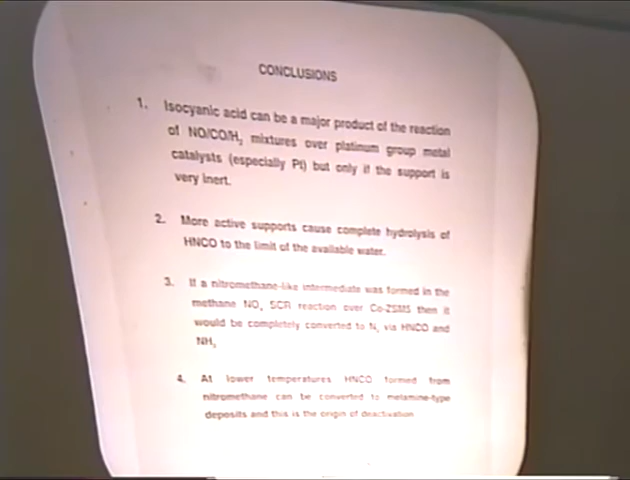 CONCLUSIONS
1. Isocyanic acid can be a major product of the reaction
of NO/CO/H₂ mixtures over platinum group metal
catalysts (especially Pt) but only if the support is
very inert.
2. More active supports cause complete hydrolysis of
HNCO to the limit of the available water.
3. If a nitromethane-like intermediate was formed in the
methane NOₓ SCR reaction over Co-ZSM5 then it
would be completely converted to N₂ via HNCO and
NH₃
4. At lower temperatures HNCO formed from
nitromethane can be converted to melamine-type
deposits and this is the origin of deactivation